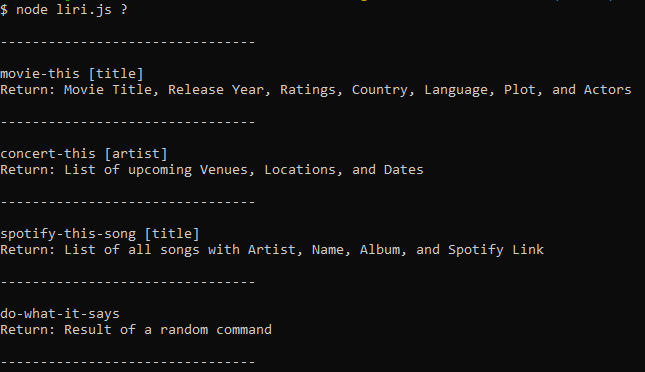 $ node liri.js ?
--------------------------------
movie-this [title]
Return: Movie Title, Release Year, Ratings, Country, Language, Plot, and Actors
--------------------------------
concert-this [artist]
Return: List of upcoming Venues, Locations, and Dates
--------------------------------
spotify-this-song [title]
Return: List of all songs with Artist, Name, Album, and Spotify Link
--------------------------------
do-what-it-says
Return: Result of a random command
--------------------------------